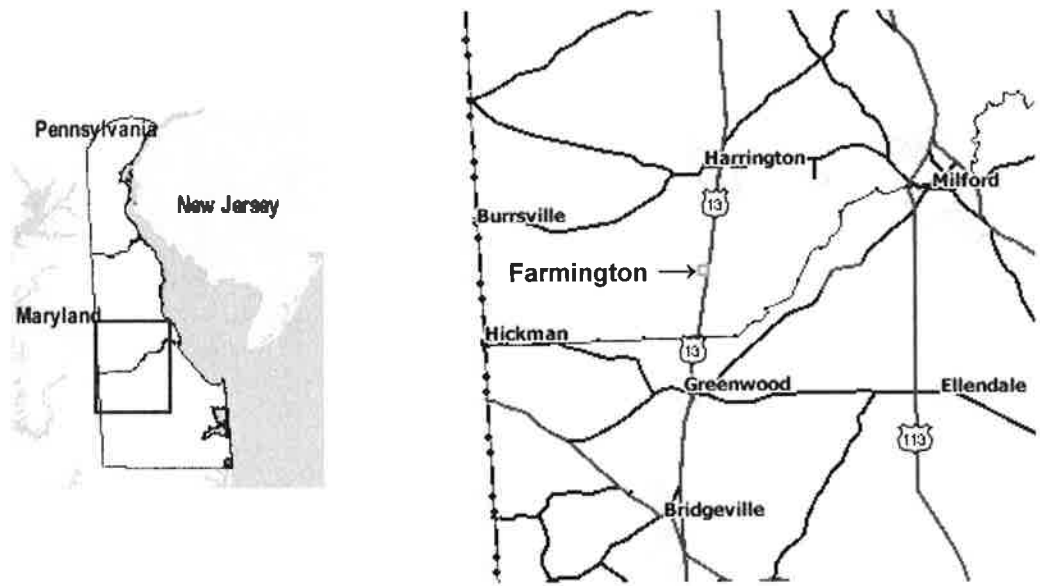 Pennsylvania
New Jersey
Maryland
Harrington
Milford
13
Burrsville
Farmington
Hickman
13
Greenwood
Ellendale
113
Bridgeville